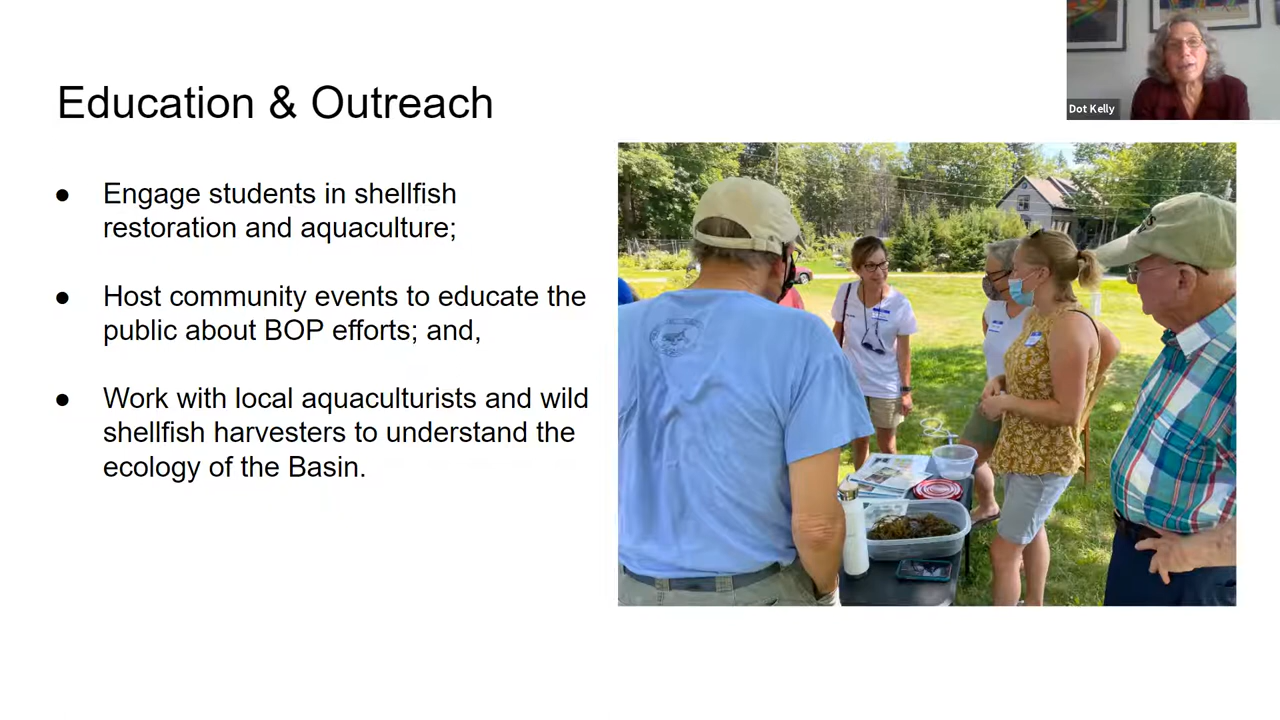 Education & Outreach
Dot Kelly
● Engage students in shellfish
restoration and aquaculture;
● Host community events to educate the
public about BOP efforts; and,
● Work with local aquaculturists and wild
shellfish harvesters to understand the
ecology of the Basin.